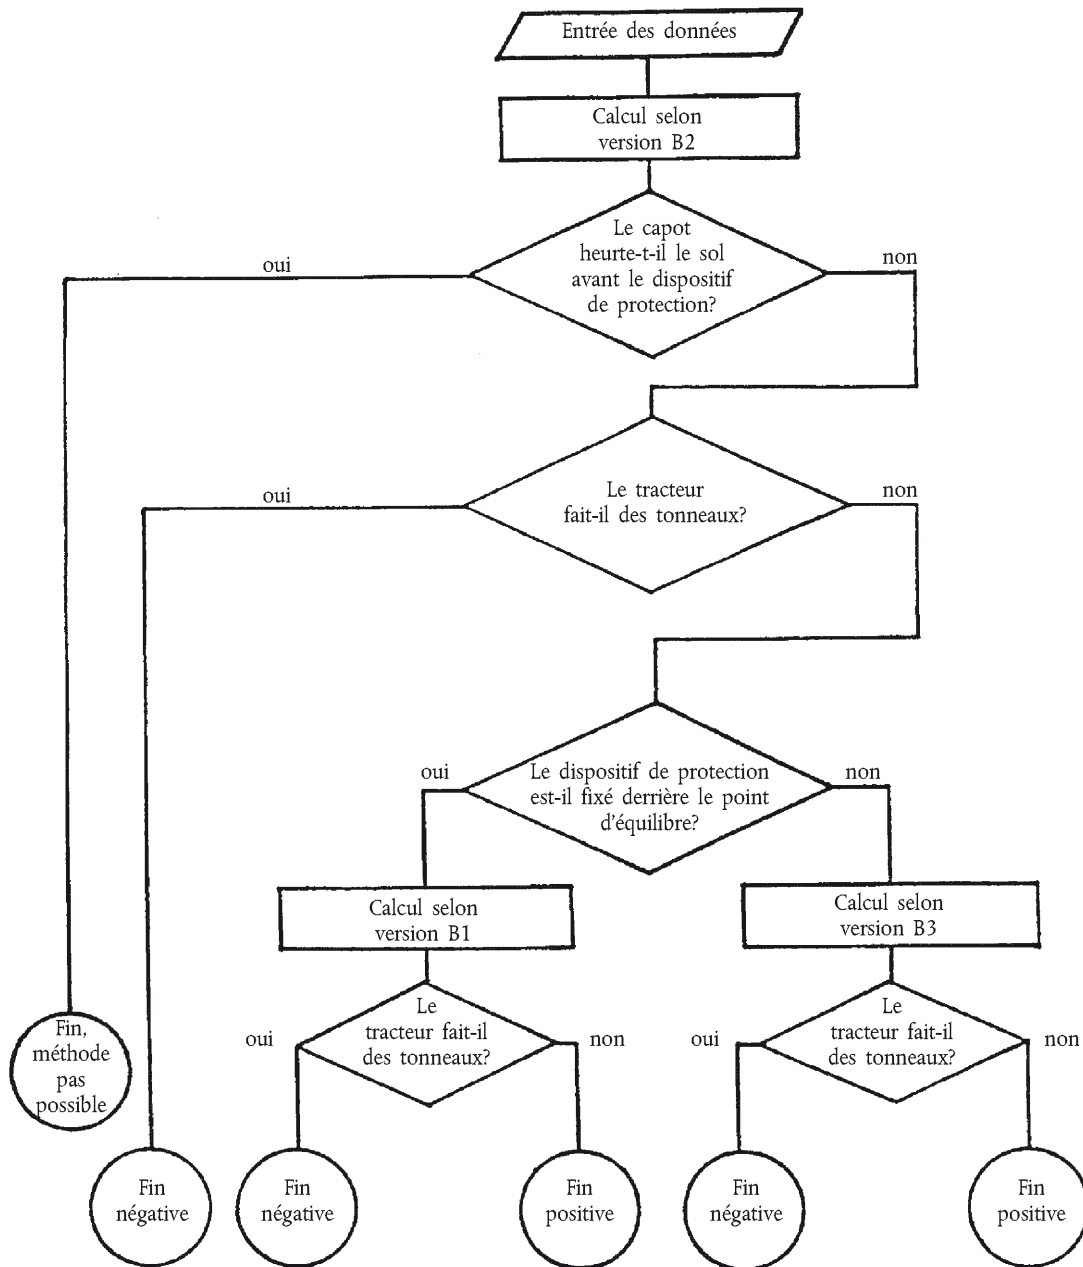 Entrée des données
Calcul selon
version B2
Le capot
heurte-t-il le sol
avant le dispositif
de protection?
oui
non
Le tracteur
fait-il des tonneaux?
oui
non
Le dispositif de protection
est-il fixé derrière le point
d'équilibre?
oui
non
Calcul selon
version B1
Calcul selon
version B3
Le
tracteur fait-il
des tonneaux?
oui
non
Le
tracteur fait-il
des tonneaux?
oui
non
Fin,
méthode
pas
possible
Fin
négative
Fin
négative
Fin
positive
Fin
négative
Fin
positive